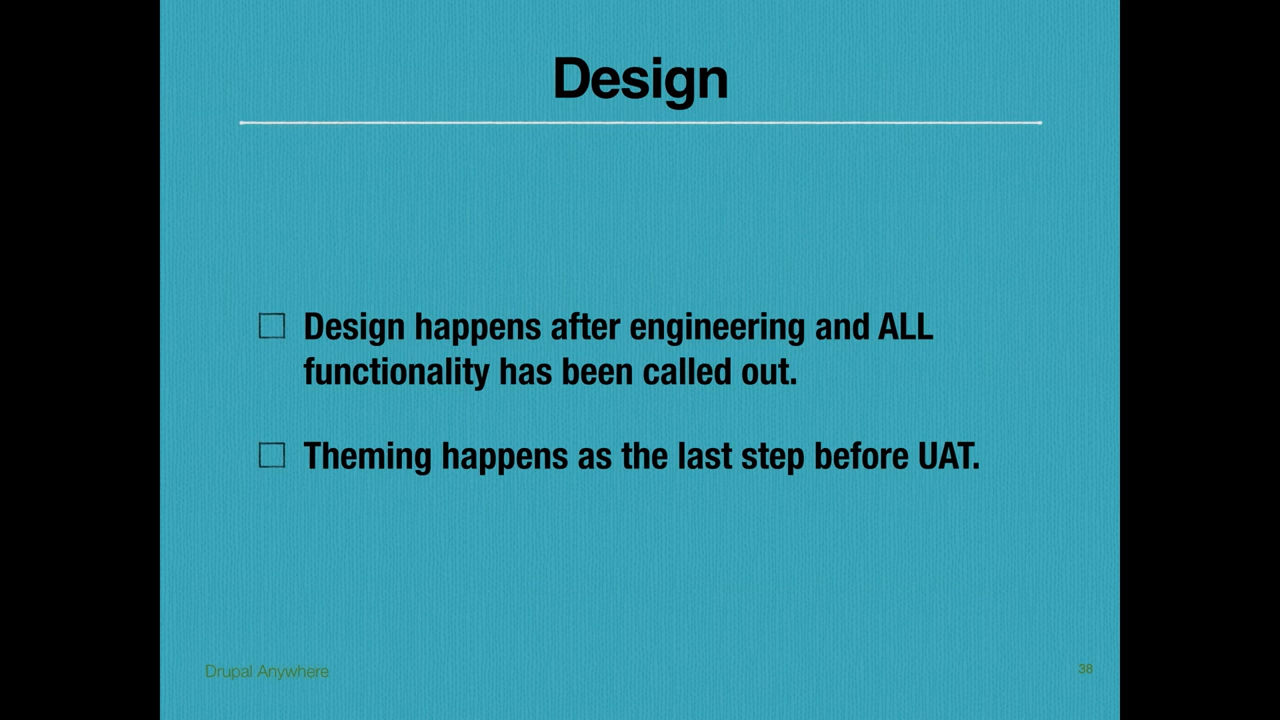 Design
Design happens after engineering and ALL
functionality has been called out.
Theming happens as the last step before UAT.
Drupal Anywhere
38